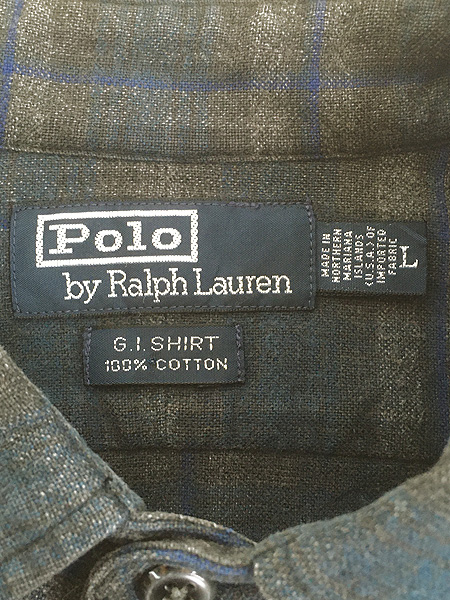 Polo
by Ralph Lauren
MADE IN
NORTHERN
MARIANA
ISLANDS
(U.S.A.) OF
IMPORTED
FABRIC
L
G.I. SHIRT
100% COTTON